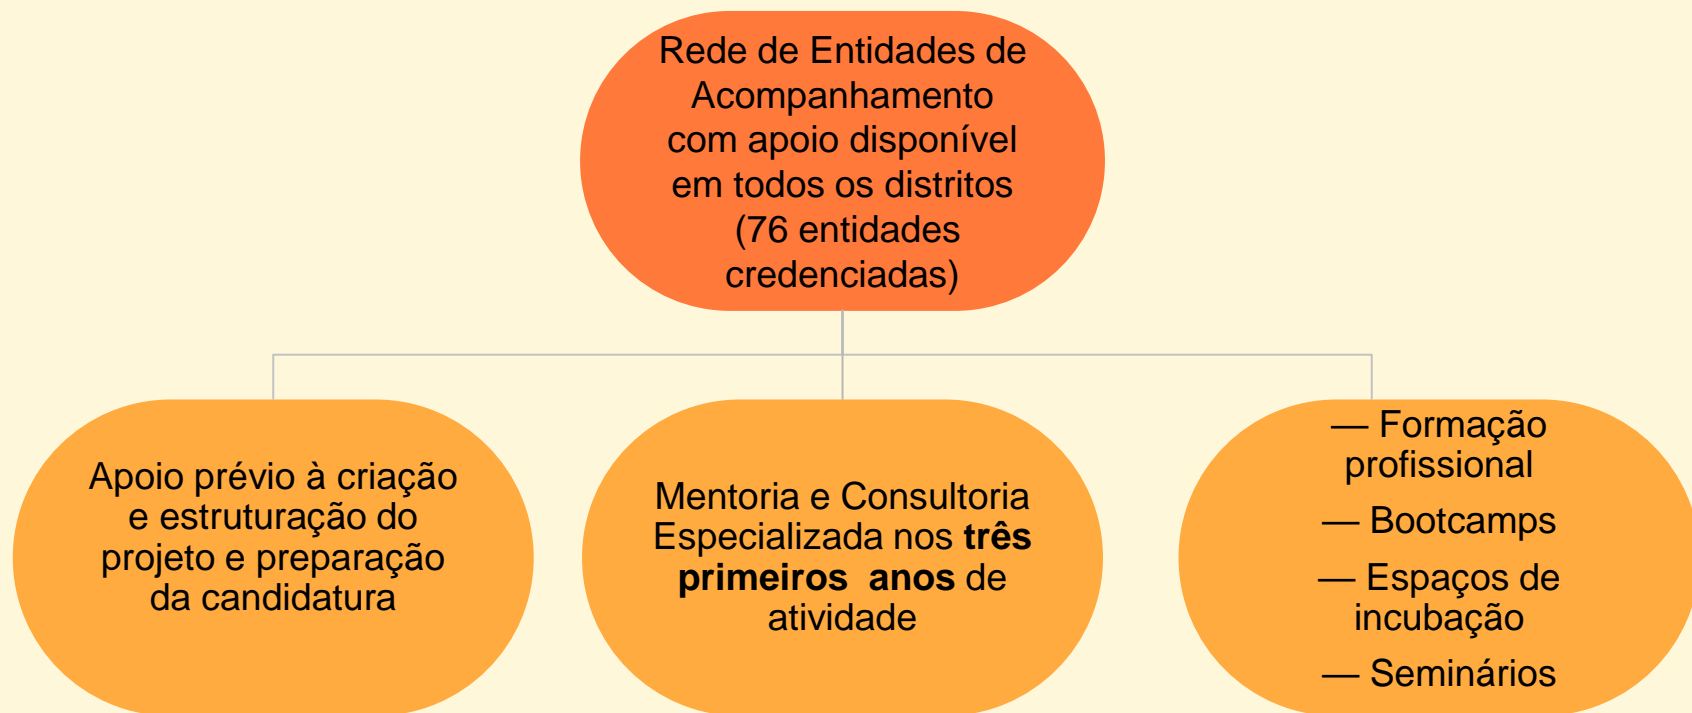 Rede de Entidades de
Acompanhamento
com apoio disponível
em todos os distritos
(76 entidades
credenciadas)
Apoio prévio à criação
e estruturação do
projeto e preparação
da candidatura
Mentoria e Consultoria
Especializada nos três
primeiros anos de
atividade
— Formação
profissional
— Bootcamps
— Espaços de
incubação
— Seminários